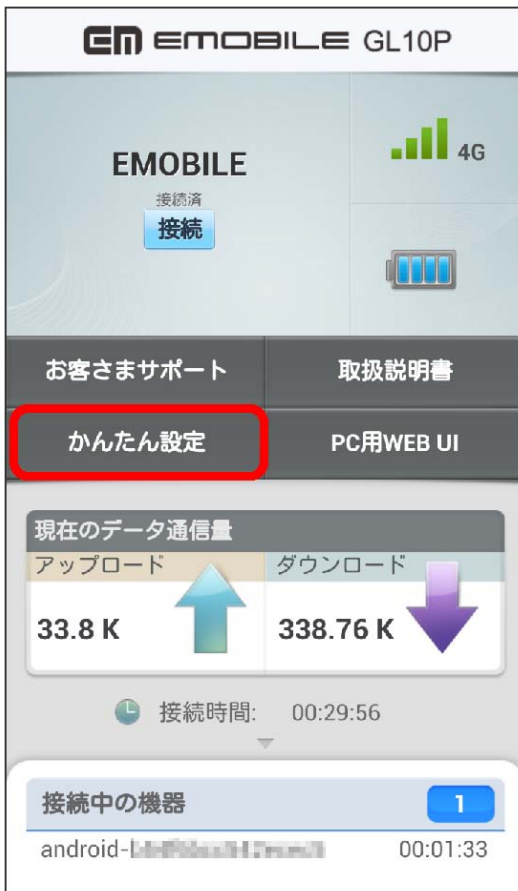 EM EMOBILE GL10P
4G
EMOBILE
接続済
接続
お客さまサポート
取扱説明書
かんたん設定
PC用WEB UI
現在のデータ通信量
アップロード
ダウンロード
33.8 K
338.76 K
接続時間: 00:29:56
接続中の機器
1
android-
00:01:33